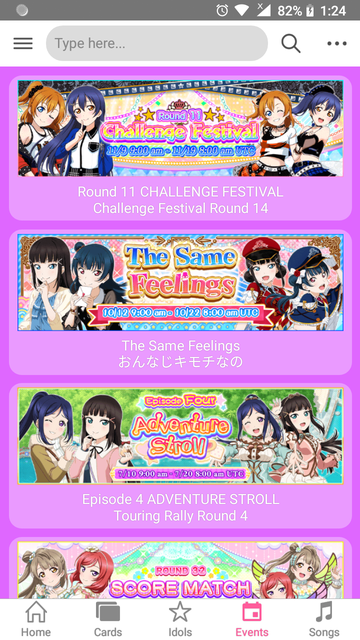 82% 1:24
Type here...
Round 11
Challenge Festival
11/9 9:00 am - 11/19 8:00 am UTC
Round 11 CHALLENGE FESTIVAL
Challenge Festival Round 14
The Same
Feelings
10/12 9:00 am - 10/22 8:00 am UTC
The Same Feelings
おんなじキモチなの
Episode Four
Adventure
Stroll
7/10 9:00 am - 7/20 8:00 am UTC
Episode 4 ADVENTURE STROLL
Touring Rally Round 4
ROUND 32
SCORE MATCH
Home Cards Idols Events Songs